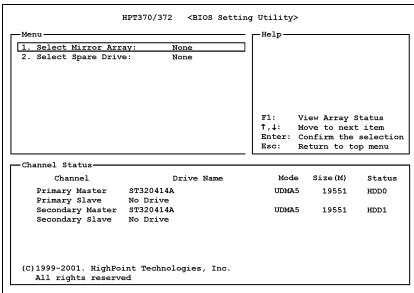 HPT370/372 <BIOS Setting Utility>
Menu
Help
1. Select Mirror Array: None
2. Select Spare Drive: None
F1: View Array Status
↑,↓: Move to next item
Enter: Confirm the selection
Esc: Return to top menu
Channel Status
Channel Drive Name Mode Size(M) Status
Primary Master ST320414A UDMA5 19551 HDD0
Primary Slave No Drive
Secondary Master ST320414A UDMA5 19551 HDD1
Secondary Slave No Drive
(C)1999-2001. HighPoint Technologies, Inc.
All rights reserved